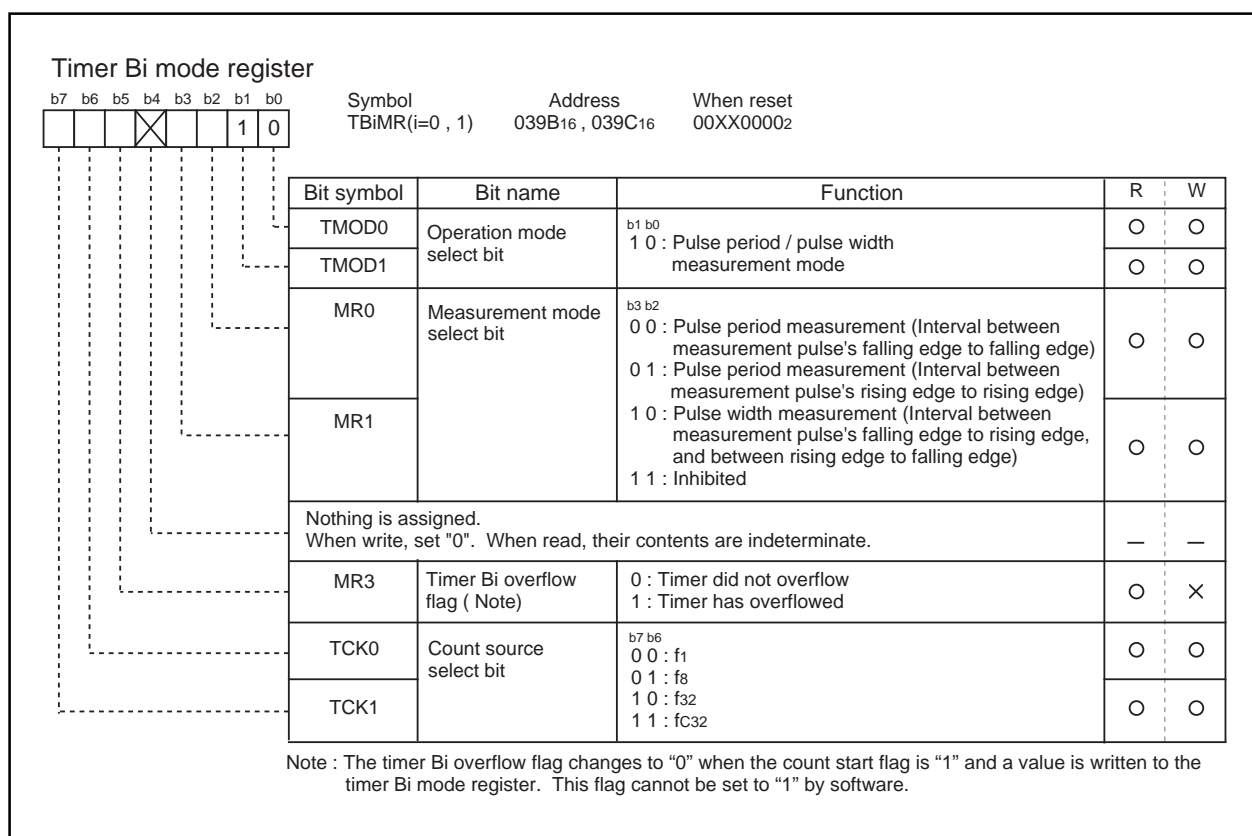 Timer Bi mode register
b7 b6 b5 b4 b3 b2 b1 b0
1 0
Symbol Address When reset
TBiMR(i=0 , 1) 039B16 , 039C16 00XX00002
Bit symbol Bit name Function R W
TMOD0
TMOD1
Operation mode
select bit
b1 b0
1 0 : Pulse period / pulse width
measurement mode
MR0
MR1
Measurement mode
select bit
b3 b2
0 0 : Pulse period measurement (Interval between
measurement pulse's falling edge to falling edge)
0 1 : Pulse period measurement (Interval between
measurement pulse's rising edge to rising edge)
1 0 : Pulse width measurement (Interval between
measurement pulse's falling edge to rising edge,
and between rising edge to falling edge)
1 1 : Inhibited
Nothing is assigned.
When write, set "0". When read, their contents are indeterminate.
MR3
Timer Bi overflow
flag ( Note)
0 : Timer did not overflow
1 : Timer has overflowed
TCK0
TCK1
Count source
select bit
b7 b6
0 0 : f1
0 1 : f8
1 0 : f32
1 1 : fC32
Note : The timer Bi overflow flag changes to “0” when the count start flag is “1” and a value is written to the
timer Bi mode register. This flag cannot be set to “1” by software.